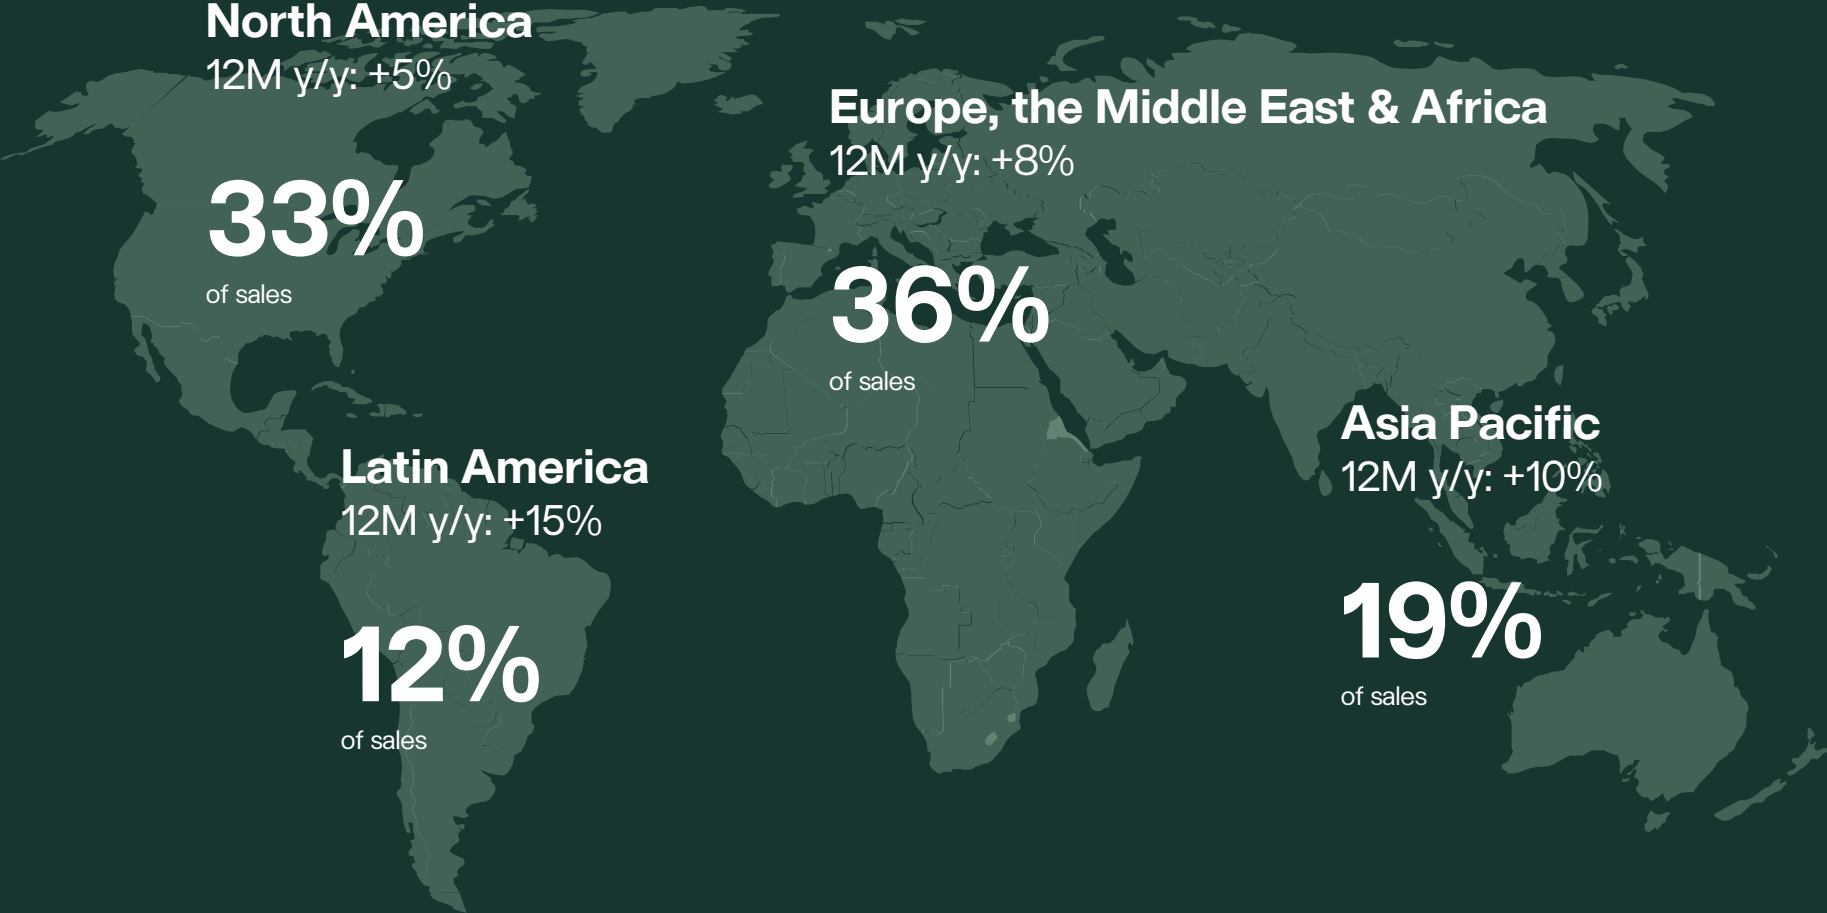 North America
12M y/y: +5%
33%
of sales
Europe, the Middle East & Africa
12M y/y: +8%
36%
of sales
Latin America
12M y/y: +15%
12%
of sales
Asia Pacific
12M y/y: +10%
19%
of sales